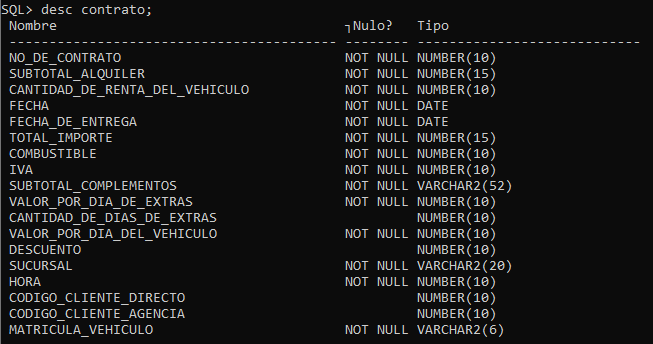 SQL> desc contrato;
Nombre ┐Nulo? Tipo
----------------------------------------- -------- ----------------------------
NO_DE_CONTRATO NOT NULL NUMBER(10)
SUBTOTAL_ALQUILER NOT NULL NUMBER(15)
CANTIDAD_DE_RENTA_DEL_VEHICULO NOT NULL NUMBER(10)
FECHA NOT NULL DATE
FECHA_DE_ENTREGA NOT NULL DATE
TOTAL_IMPORTE NOT NULL NUMBER(15)
COMBUSTIBLE NOT NULL NUMBER(10)
IVA NOT NULL NUMBER(10)
SUBTOTAL_COMPLEMENTOS NOT NULL VARCHAR2(52)
VALOR_POR_DIA_DE_EXTRAS NOT NULL NUMBER(10)
CANTIDAD_DE_DIAS_DE_EXTRAS NUMBER(10)
VALOR_POR_DIA_DEL_VEHICULO NOT NULL NUMBER(10)
DESCUENTO NUMBER(10)
SUCURSAL NOT NULL VARCHAR2(20)
HORA NOT NULL NUMBER(10)
CODIGO_CLIENTE_DIRECTO NUMBER(10)
CODIGO_CLIENTE_AGENCIA NUMBER(10)
MATRICULA_VEHICULO NOT NULL VARCHAR2(6)